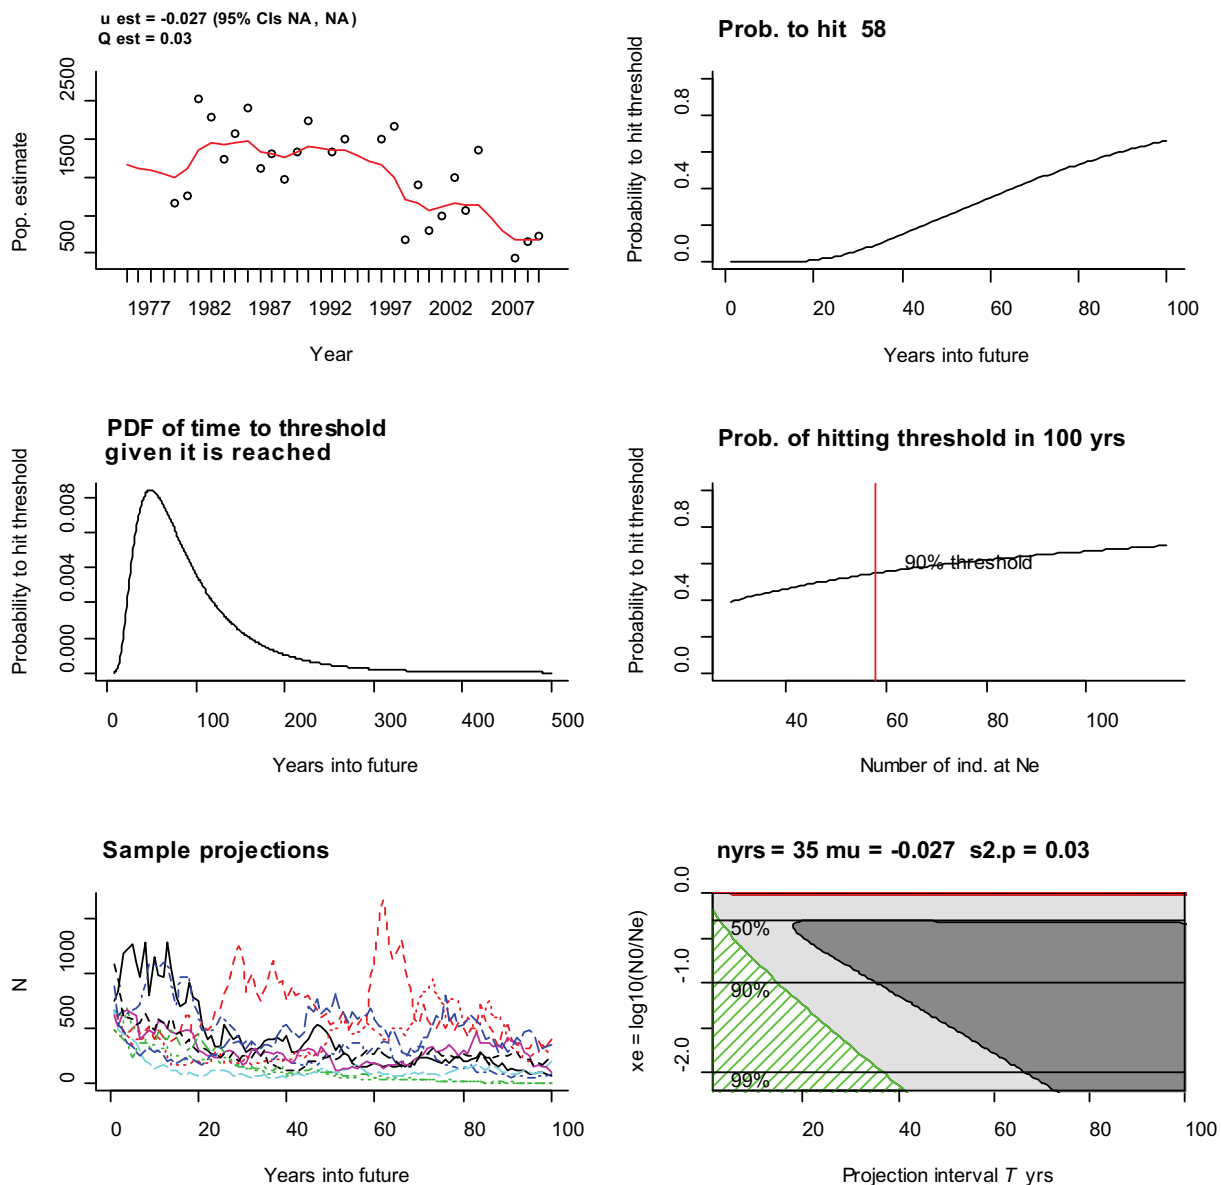 u est = -0.027 (95% CIs NA, NA)
Q est = 0.03
Pop. estimate
2500
1500
500
1977 1982 1987 1992 1997 2002 2007
Year
Prob. to hit 58
Probability to hit threshold
0.8
0.4
0.0
0 20 40 60 80 100
Years into future
PDF of time to threshold
given it is reached
Probability to hit threshold
0.008
0.004
0.000
0 100 200 300 400 500
Years into future
Prob. of hitting threshold in 100 yrs
Probability to hit threshold
0.8
0.4
0.0
90% threshold
40 60 80 100
Number of ind. at Ne
Sample projections
N
1000
500
0
0 20 40 60 80 100
Years into future
nyrs = 35 mu = -0.027 s2.p = 0.03
xe = log10(N0/Ne)
0.0
-1.0
-2.0
50%
90%
99%
20 40 60 80 100
Projection interval T yrs